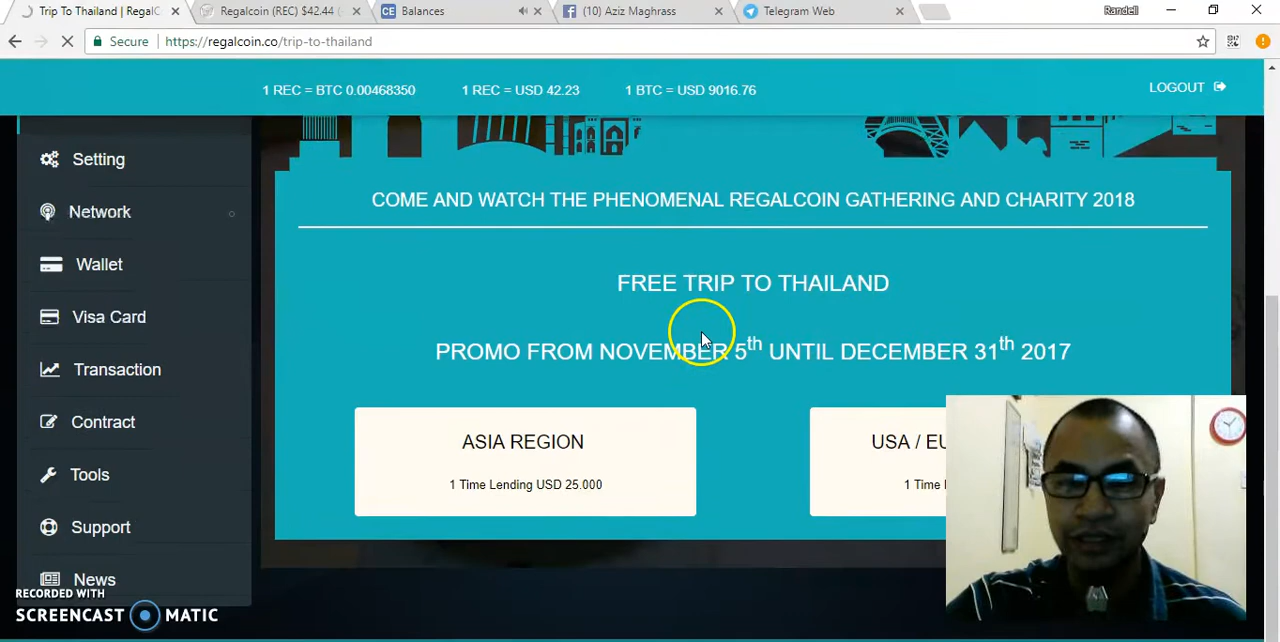 Trip To Thailand | RegalC
Regalcoin (REC) $42.44 (
CE Balances
(10) Aziz Maghrass
Telegram Web
Randell
Secure https://regalcoin.co/trip-to-thailand
1 REC = BTC 0.00468350
1 REC = USD 42.23
1 BTC = USD 9016.76
LOGOUT
Setting
Network
Wallet
Visa Card
Transaction
Contract
Tools
Support
News
COME AND WATCH THE PHENOMENAL REGALCOIN GATHERING AND CHARITY 2018
FREE TRIP TO THAILAND
PROMO FROM NOVEMBER 5th UNTIL DECEMBER 31th 2017
ASIA REGION
1 Time Lending USD 25.000
USA / EU
1 Time
RECORDED WITH
SCREENCAST MATIC